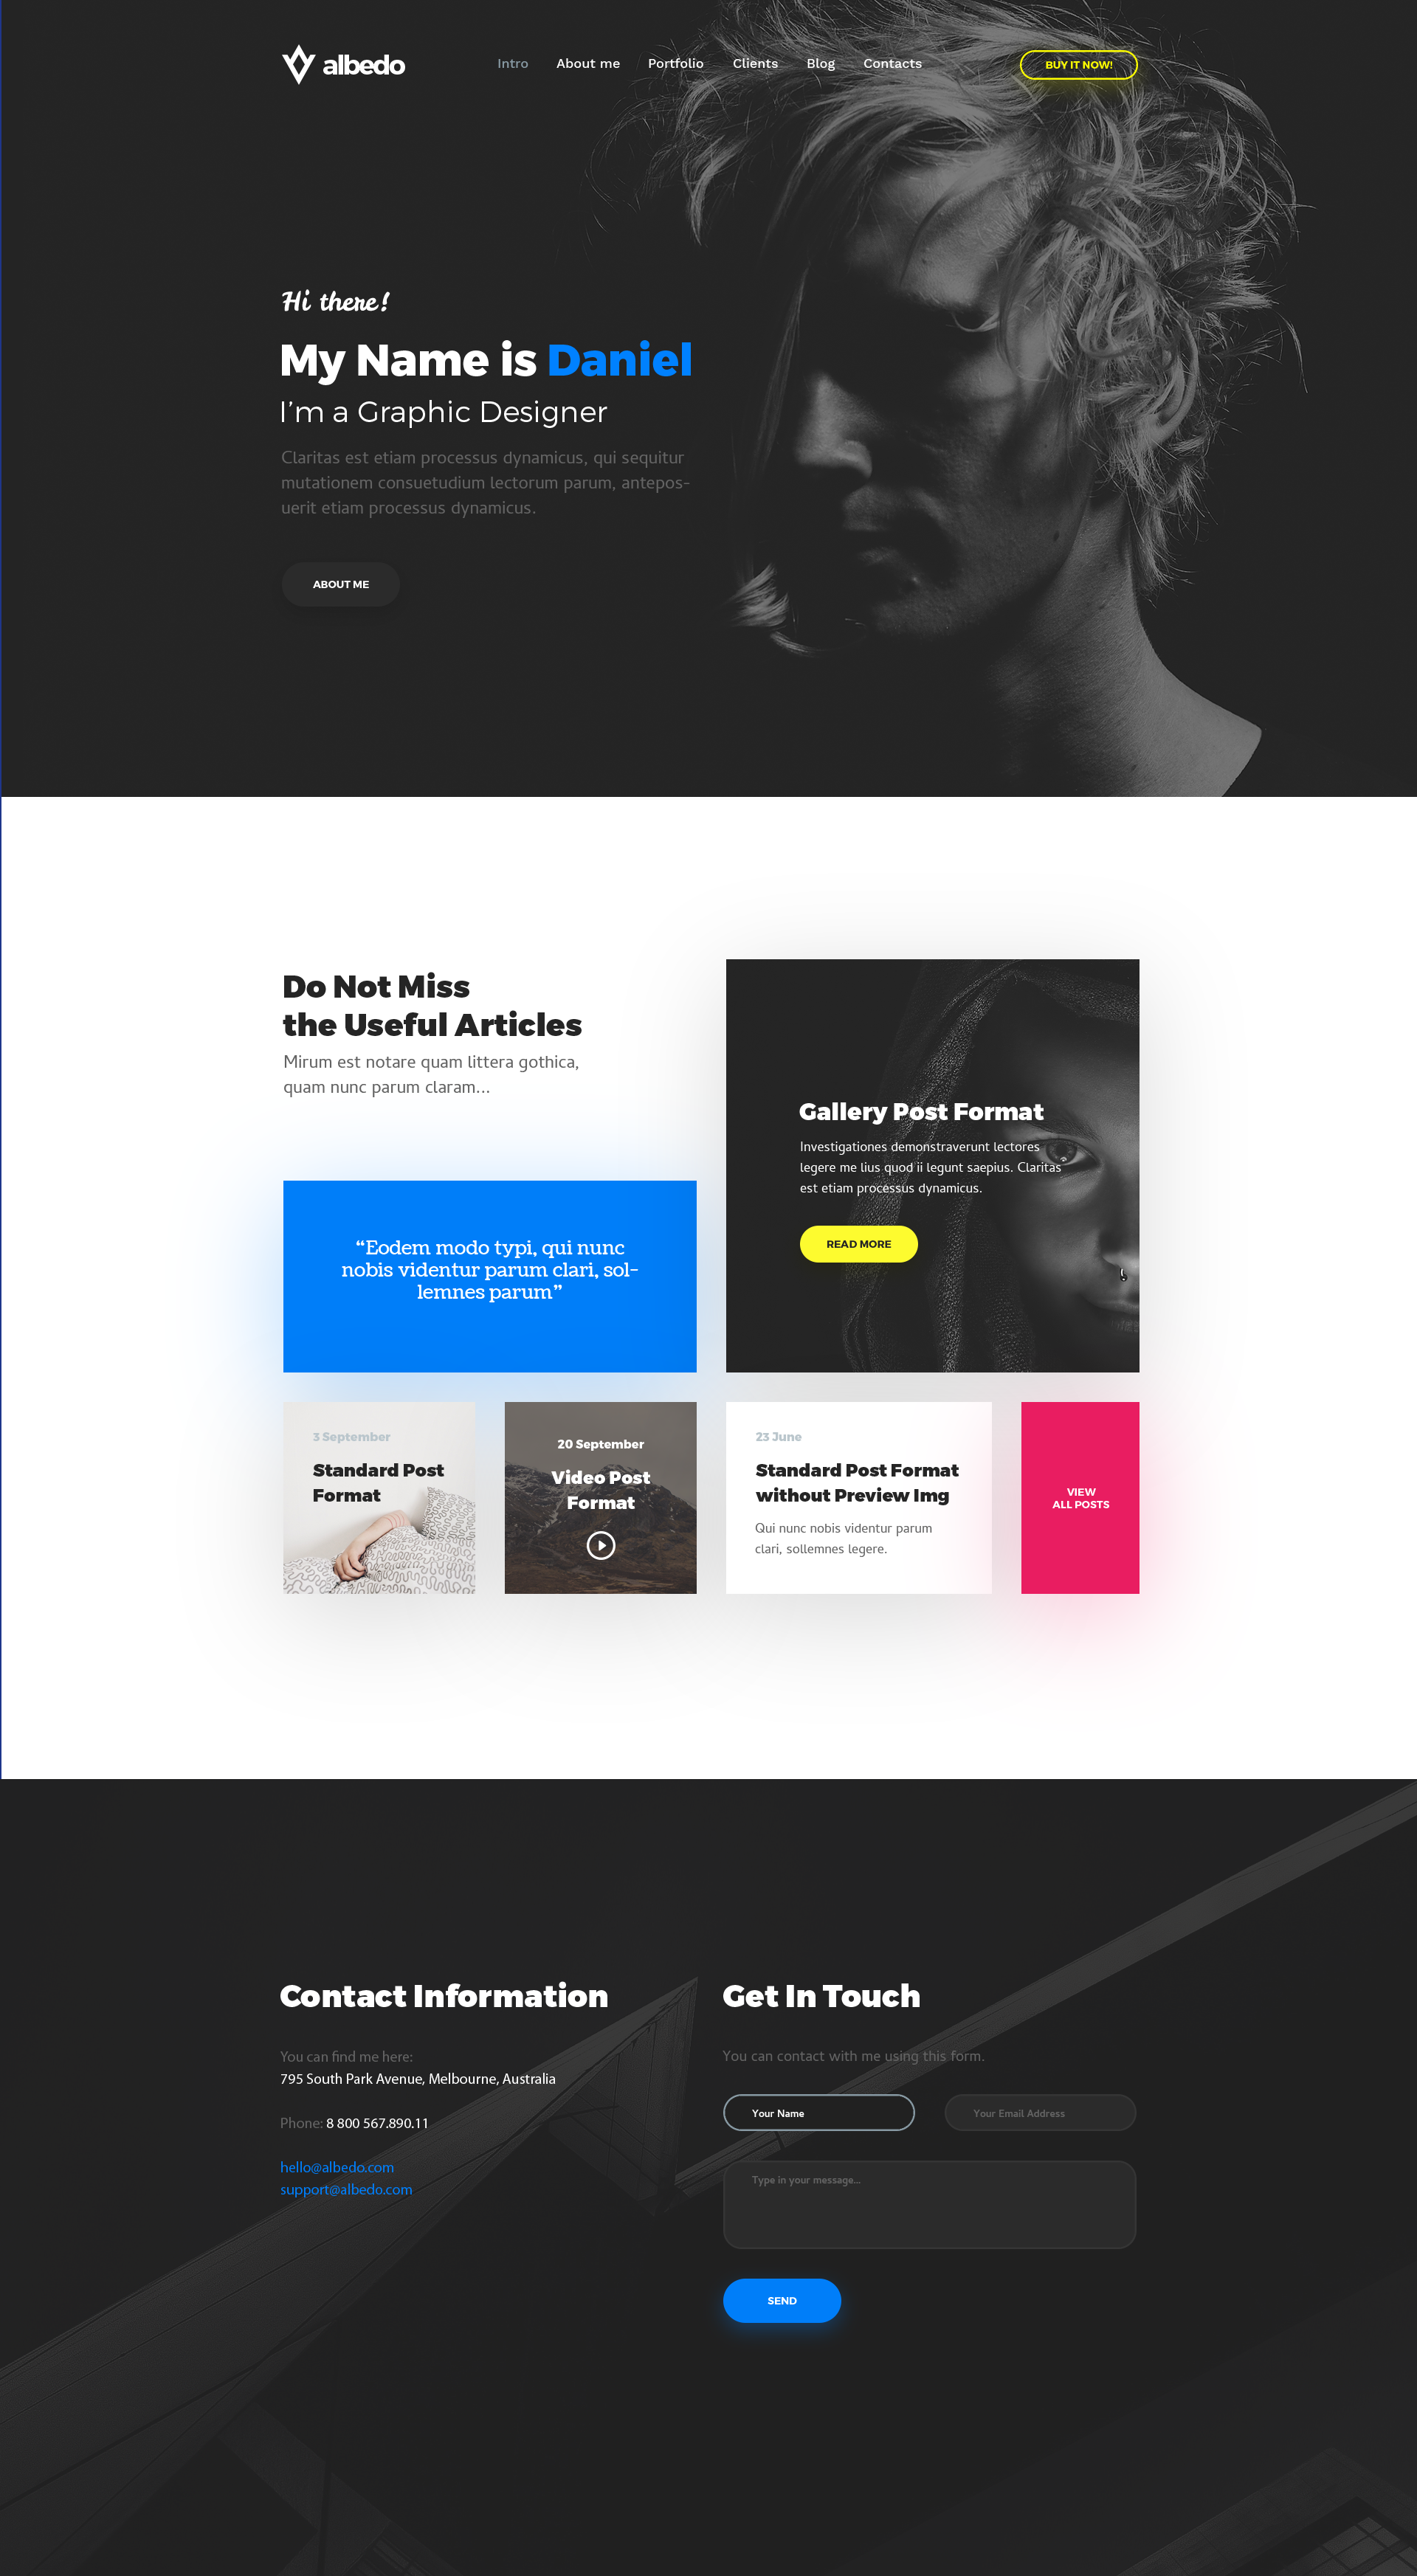 albedo
Intro About me Portfolio Clients Blog Contacts
BUY IT NOW!
Hi there!
My Name is Daniel
I'm a Graphic Designer
Claritas est etiam processus dynamicus, qui sequitur
mutationem consuetudium lectorum parum, antepos-
uerit etiam processus dynamicus.
ABOUT ME
Do Not Miss
the Useful Articles
Mirum est notare quam littera gothica,
quam nunc parum claram...
Gallery Post Format
Investigationes demonstraverunt lectores
legere me lius quod ii legunt saepius. Claritas
est etiam processus dynamicus.
READ MORE
“Eodem modo typi, qui nunc
nobis videntur parum clari, sol-
lemnes parum”
3 September
Standard Post
Format
20 September
Video Post
Format
23 June
Standard Post Format
without Preview Img
Qui nunc nobis videntur parum
clari, sollemnes legere.
VIEW
ALL POSTS
Contact Information
You can find me here:
795 South Park Avenue, Melbourne, Australia
Phone: 8 800 567.890.11
hello@albedo.com
support@albedo.com
Get In Touch
You can contact with me using this form.
Your Name
Your Email Address
Type in your message...
SEND